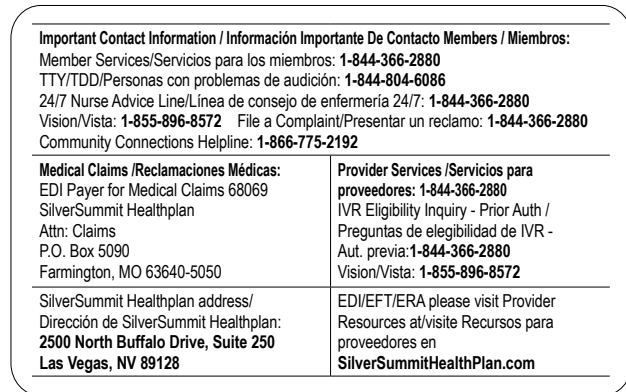 Important Contact Information / Información Importante De Contacto Members / Miembros:
Member Services/Servicios para los miembros: 1-844-366-2880
TTY/TDD/Personas con problemas de audición: 1-844-804-6086
24/7 Nurse Advice Line/Línea de consejo de enfermería 24/7: 1-844-366-2880
Vision/Vista: 1-855-896-8572 File a Complaint/Presentar un reclamo: 1-844-366-2880
Community Connections Helpline: 1-866-775-2192
Medical Claims /Reclamaciones Médicas:
EDI Payer for Medical Claims 68069
SilverSummit Healthplan
Attn: Claims
P.O. Box 5090
Farmington, MO 63640-5050
Provider Services /Servicios para
proveedores: 1-844-366-2880
IVR Eligibility Inquiry - Prior Auth /
Preguntas de elegibilidad de IVR -
Aut. previa:1-844-366-2880
Vision/Vista: 1-855-896-8572
SilverSummit Healthplan address/
Dirección de SilverSummit Healthplan:
2500 North Buffalo Drive, Suite 250
Las Vegas, NV 89128
EDI/EFT/ERA please visit Provider
Resources at/visite Recursos para
proveedores en
SilverSummitHealthPlan.com